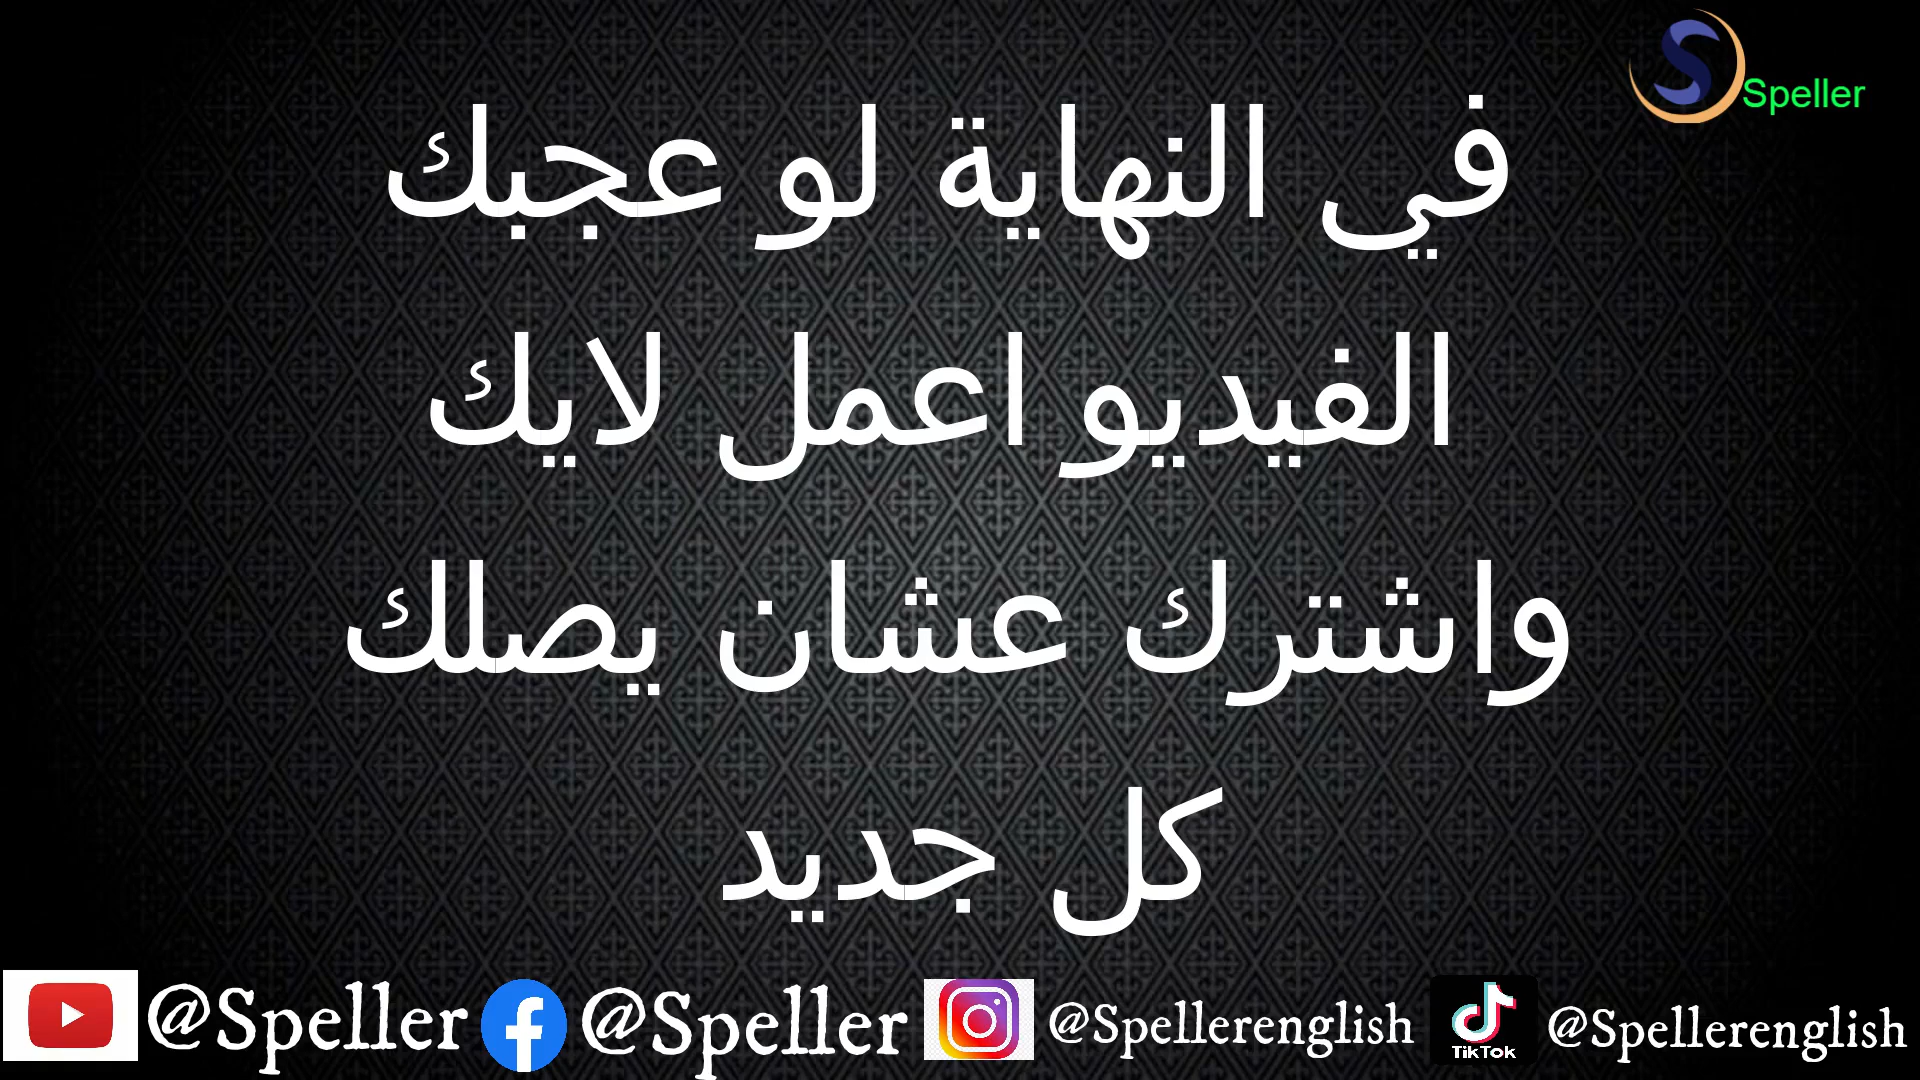 Speller
في النهاية لو عجبك
الفيديو اعمل لايك
واشترك عشان يصلك
كل جديد
@Speller @Speller @Spellerenglish TikTok @Spellerenglish